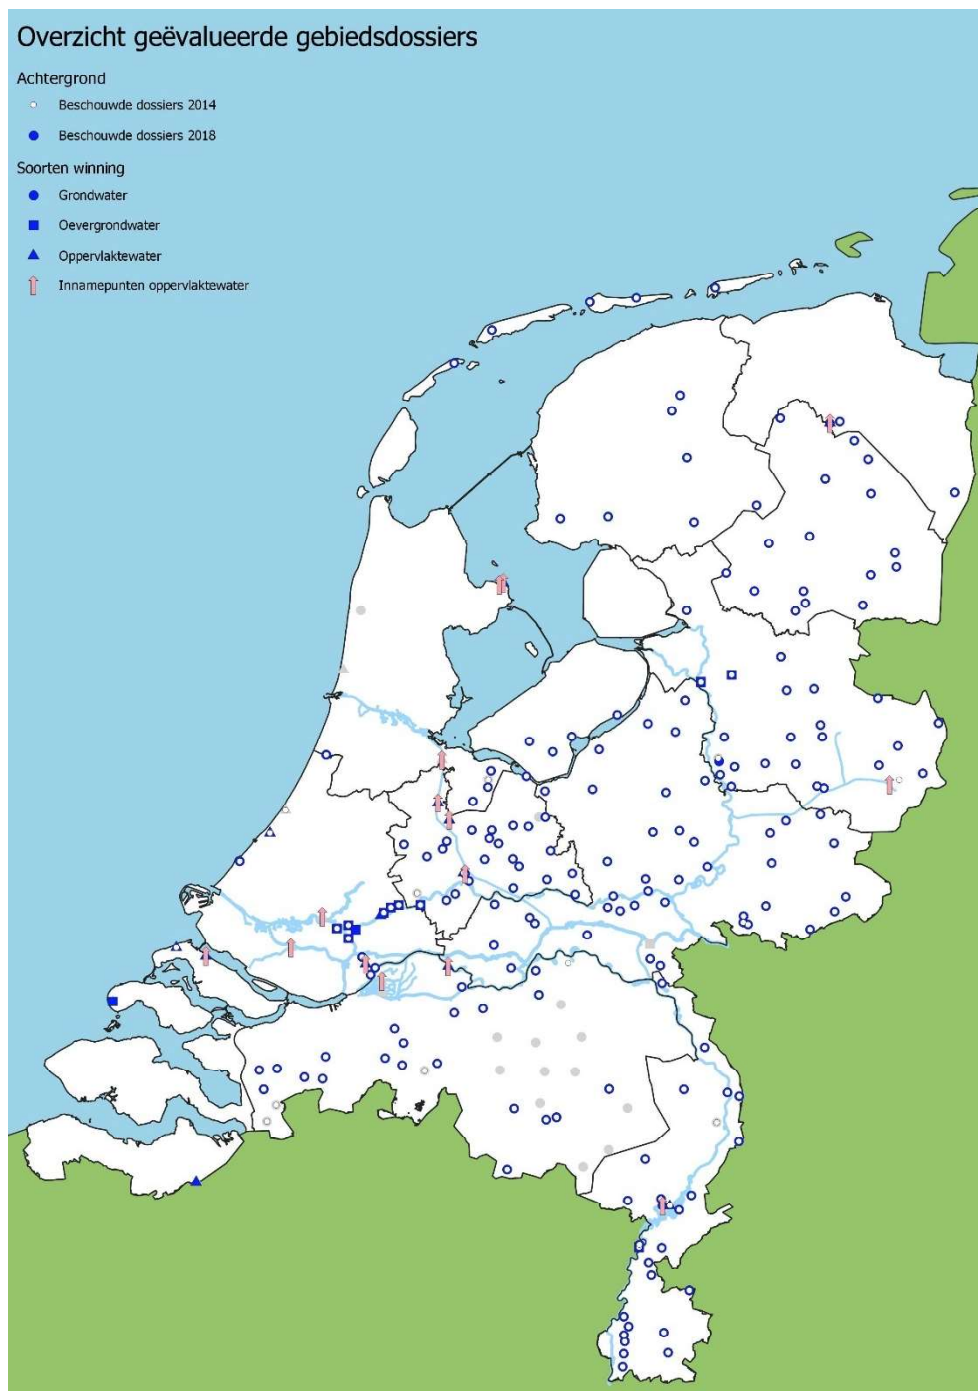 Overzicht geëvalueerde gebiedsdossiers
Achtergrond
Beschouwde dossiers 2014
Beschouwde dossiers 2018
Soorten winning
Grondwater
Oevergrondwater
Oppervlaktewater
Innamepunten oppervlaktewater